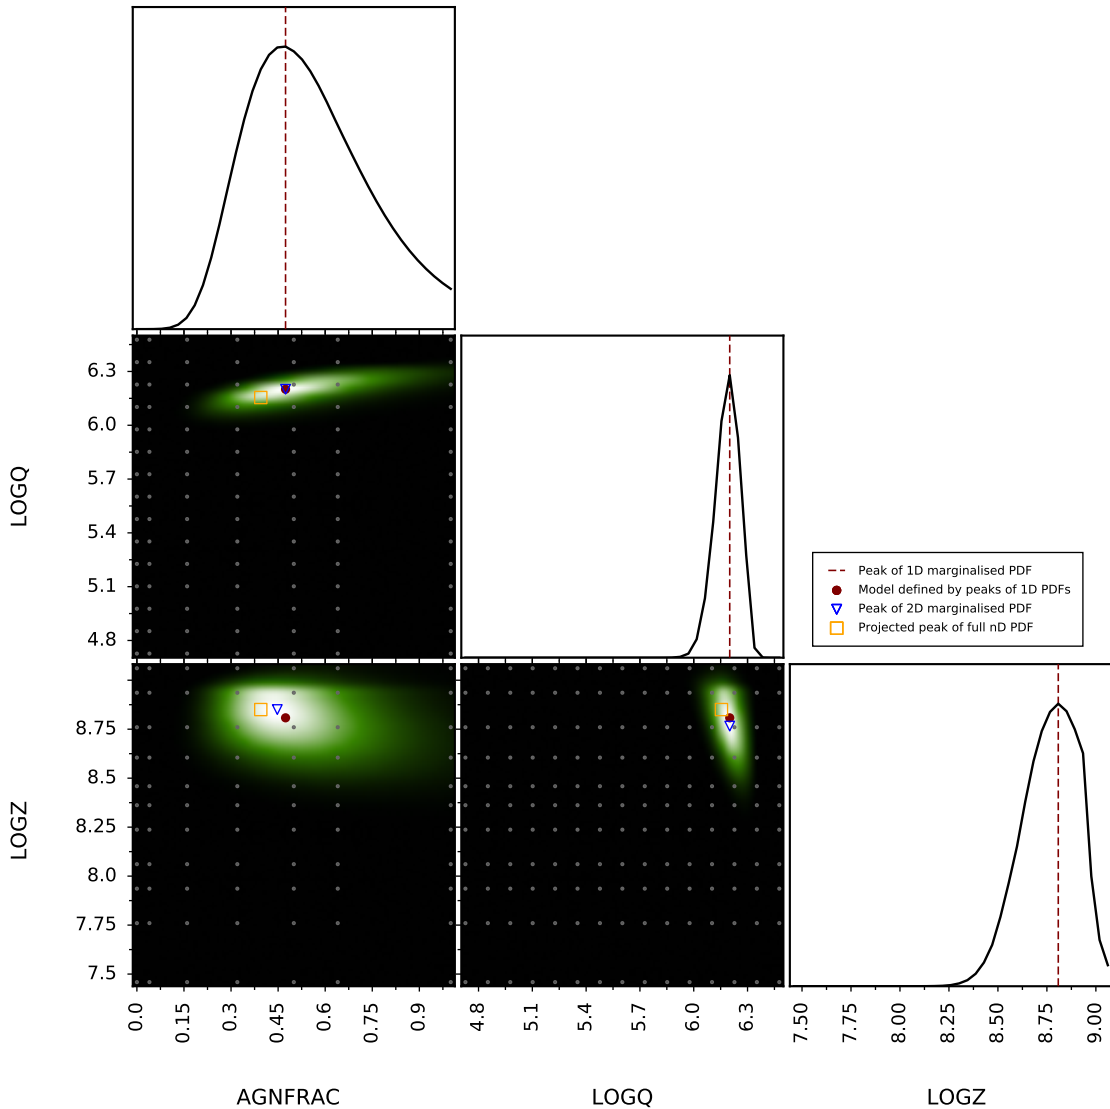 6.3
6.0
5.7
5.4
5.1
4.8
LOGQ
Peak of 1D marginalised PDF
Model defined by peaks of 1D PDFs
Peak of 2D marginalised PDF
Projected peak of full nD PDF
8.75
8.5
8.25
8.0
7.75
7.5
LOGZ
0.0 0.15 0.3 0.45 0.6 0.75 0.9
4.8 5.1 5.4 5.7 6.0 6.3
7.50 7.75 8.00 8.25 8.50 8.75 9.00
AGNFRAC LOGQ LOGZ